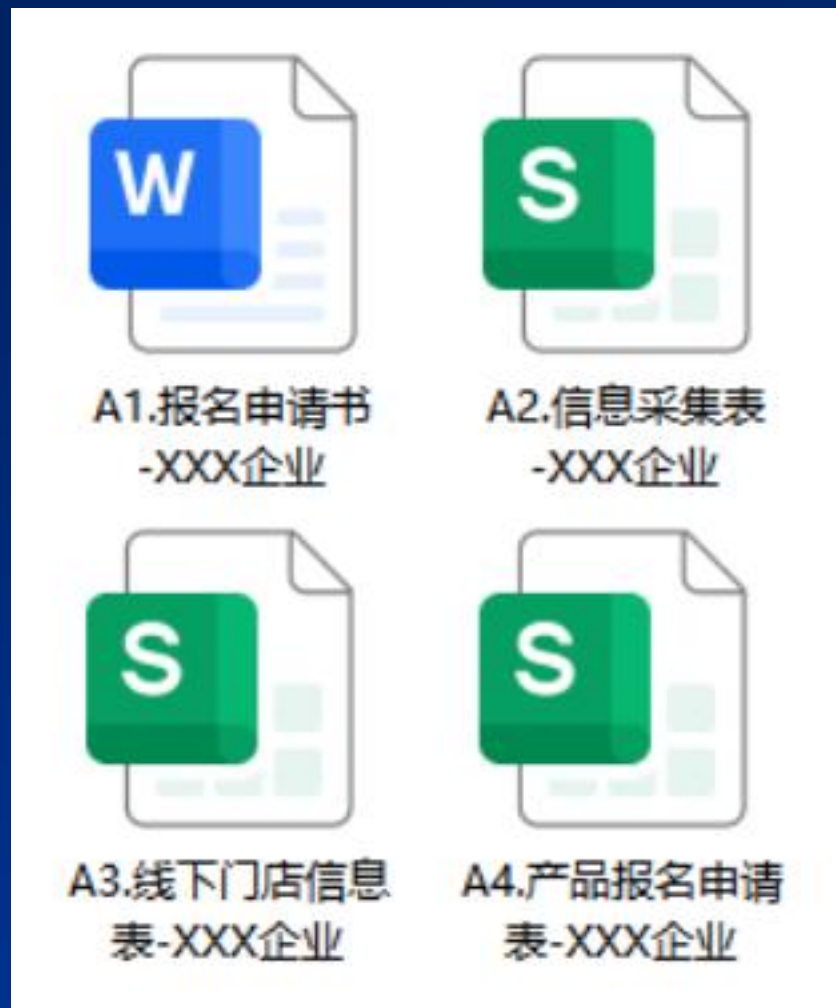 W
S
A1.报名申请书
-XXX企业
A2.信息采集表
-XXX企业
S
S
A3.线下门店信息
表-XXX企业
A4.产品报名申请
表-XXX企业